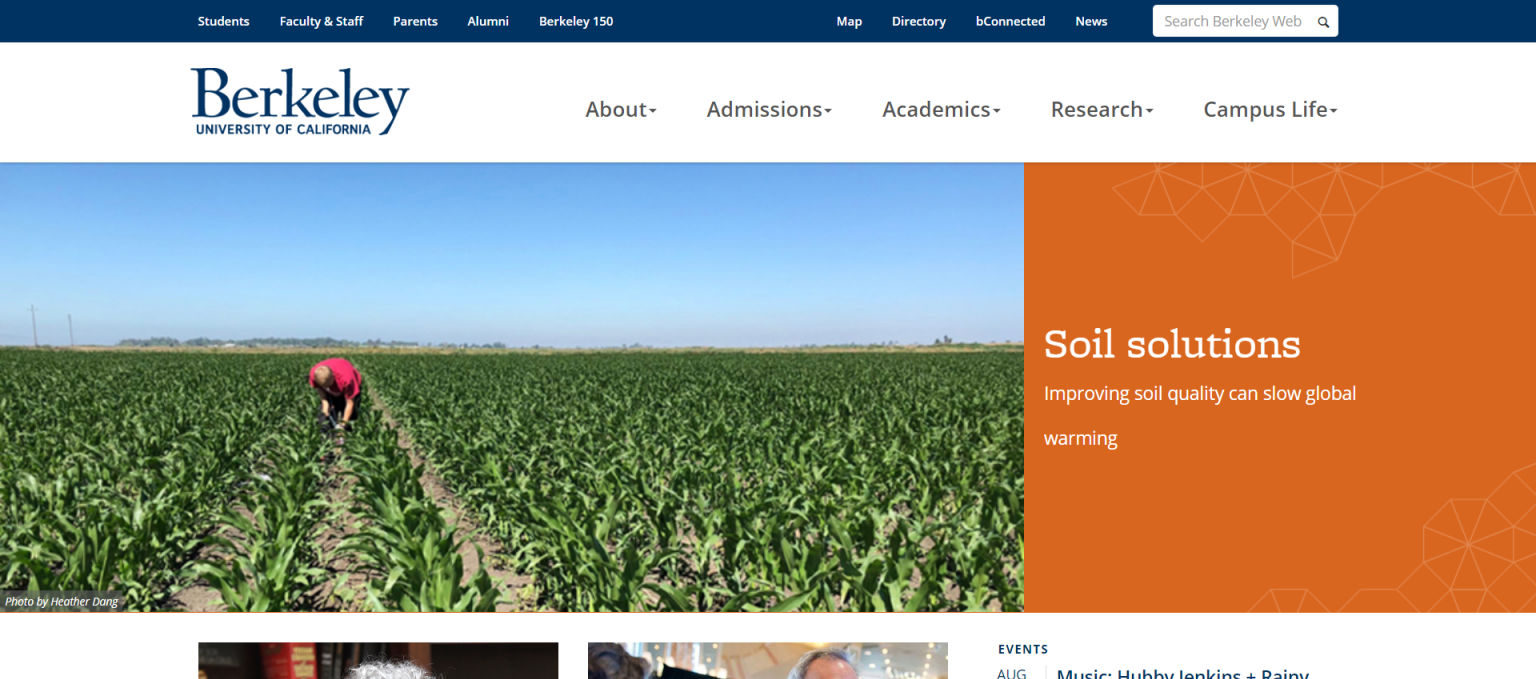 Students Faculty & Staff Parents Alumni Berkeley 150 Map Directory bConnected News Search Berkeley Web
Berkeley
UNIVERSITY OF CALIFORNIA
About Admissions Academics Research Campus Life
Soil solutions
Improving soil quality can slow global
warming
Photo by Heather Dang
EVENTS
AUG Music: Hubby Jenkins + Rainy